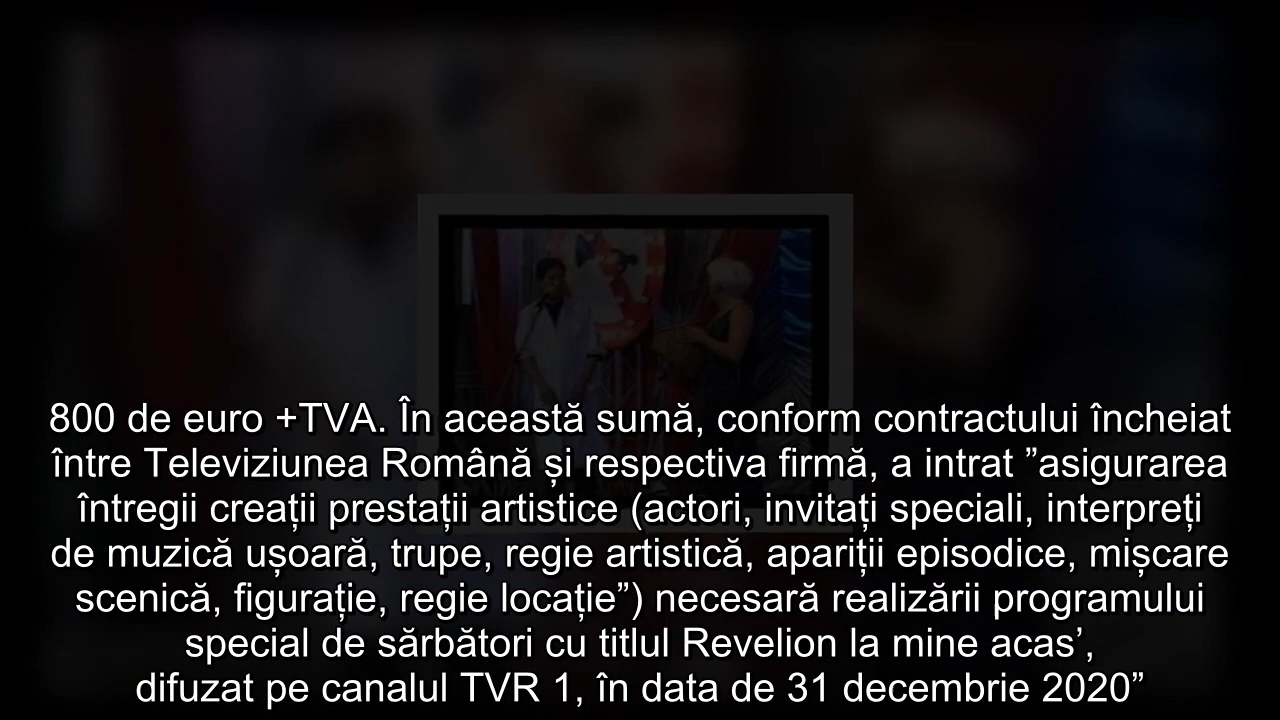 800 de euro +TVA. În această sumă, conform contractului încheiat
între Televiziunea Română și respectiva firmă, a intrat ”asigurarea
întregii creații prestații artistice (actori, invitați speciali, interpreți
de muzică ușoară, trupe, regie artistică, apariții episodice, mișcare
scenică, figurație, regie locație”) necesară realizării programului
special de sărbători cu titlul Revelion la mine acas’,
difuzat pe canalul TVR 1, în data de 31 decembrie 2020”